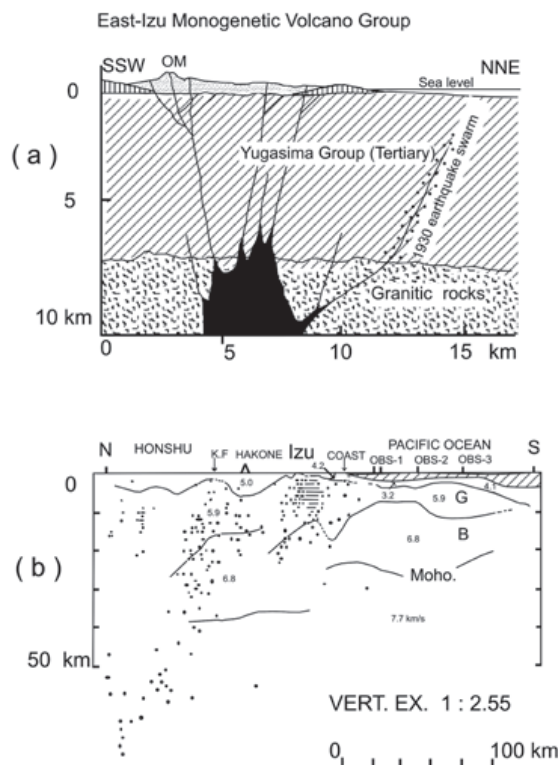 East-Izu Monogenetic Volcano Group
SSW OM NNE
0 Sea level
( a )
Yugasima Group (Tertiary)
1930 earthquake swarm
5
Granitic rocks
10 km
0 5 10 15 km
N HONSHU K.F HAKONE Izu 4.2 COAST PACIFIC OCEAN S
OBS-1 OBS-2 OBS-3
0 5.0 4.1
3.2 5.9 G
5.9
B
6.8
( b )
6.8 Moho.
7.7 km/s
50 km
VERT. EX. 1 : 2.55
0 100 km